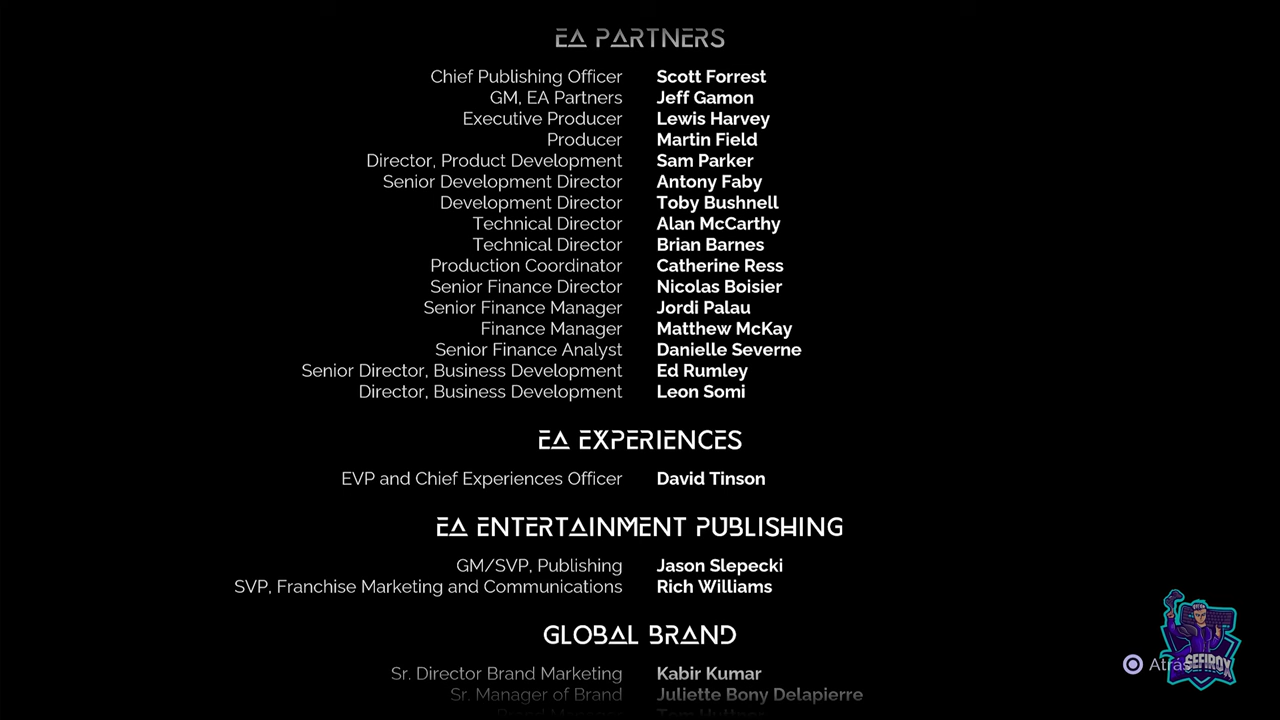 EA PARTNERS
Chief Publishing Officer Scott Forrest
GM, EA Partners Jeff Gamon
Executive Producer Lewis Harvey
Producer Martin Field
Director, Product Development Sam Parker
Senior Development Director Antony Faby
Development Director Toby Bushnell
Technical Director Alan McCarthy
Technical Director Brian Barnes
Production Coordinator Catherine Ress
Senior Finance Director Nicolas Boisier
Senior Finance Manager Jordi Palau
Finance Manager Matthew McKay
Senior Finance Analyst Danielle Severne
Senior Director, Business Development Ed Rumley
Director, Business Development Leon Somi
EA EXPERIENCES
EVP and Chief Experiences Officer David Tinson
EA ENTERTAINMENT PUBLISHING
GM/SVP, Publishing Jason Slepecki
SVP, Franchise Marketing and Communications Rich Williams
GLOBAL BRAND
Sr. Director Brand Marketing Kabir Kumar
Sr. Manager of Brand Juliette Bony Delapierre
Atrás
SEFIROX